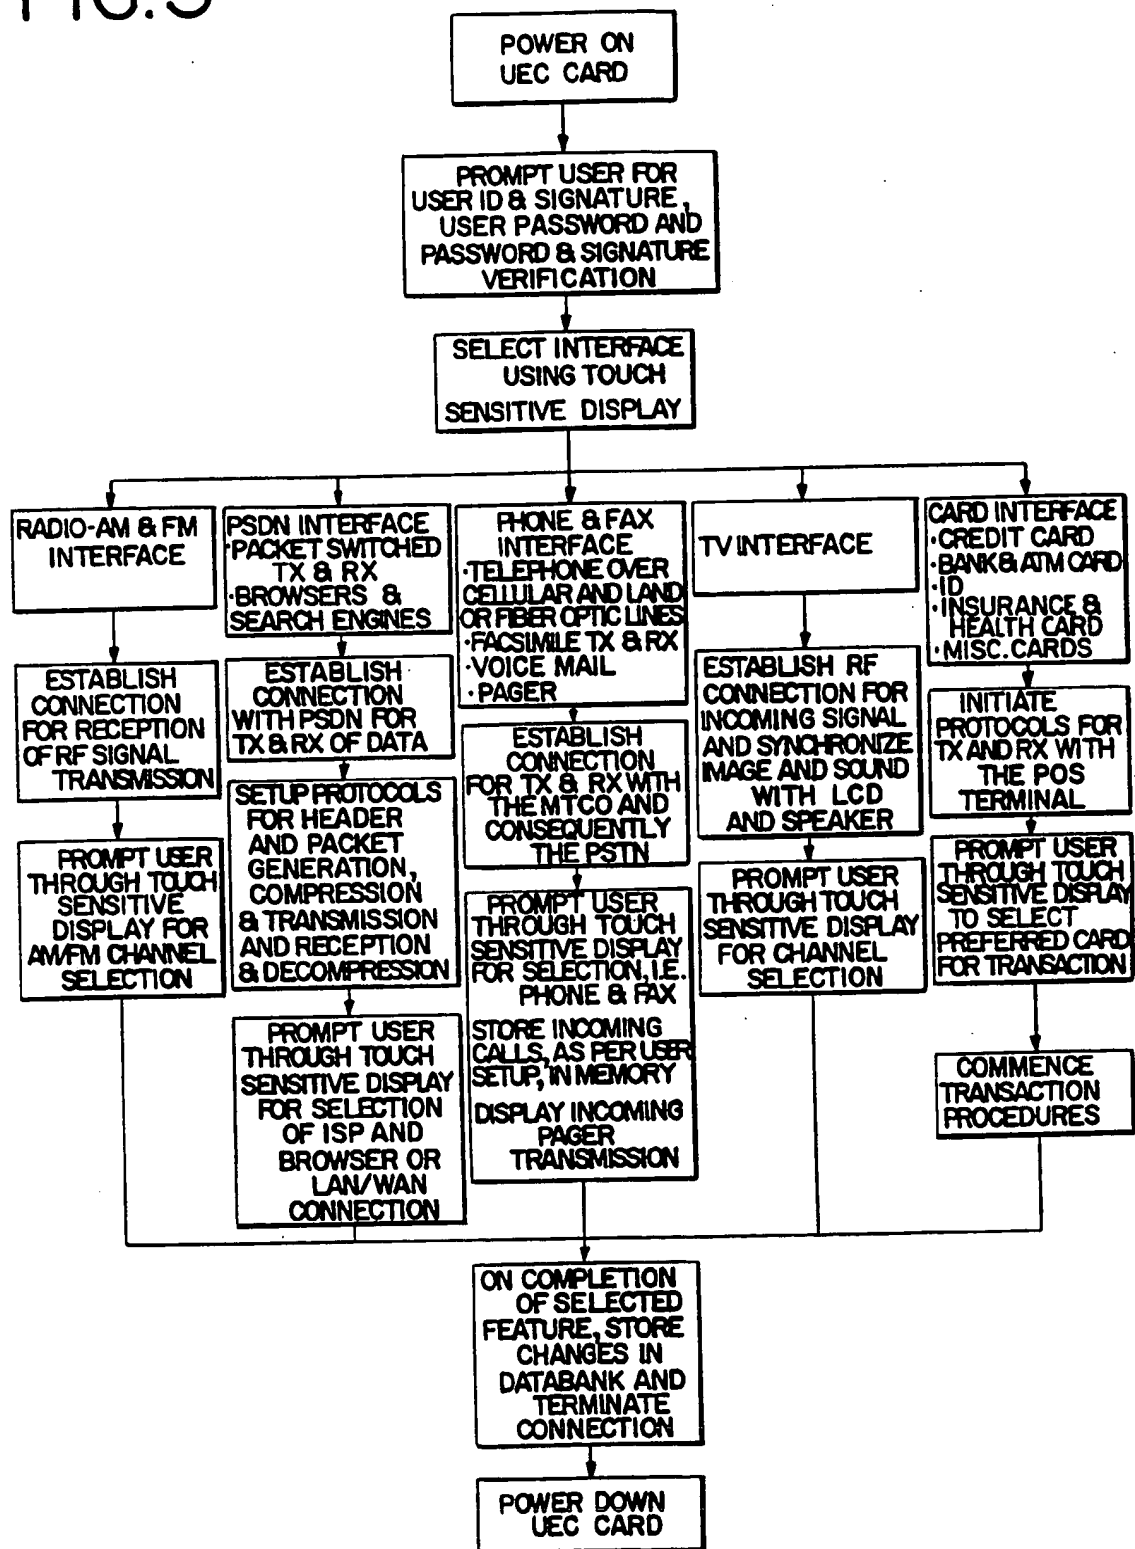 FIG. 5
POWER ON
UEC CARD
PROMPT USER FOR
USER ID & SIGNATURE,
USER PASSWORD AND
PASSWORD & SIGNATURE
VERIFICATION
SELECT INTERFACE
USING TOUCH
SENSITIVE DISPLAY
RADIO-AM & FM
INTERFACE
ESTABLISH
CONNECTION
FOR RECEPTION
OF RF SIGNAL
TRANSMISSION
PROMPT USER
THROUGH TOUCH
SENSITIVE
DISPLAY FOR
AM/FM CHANNEL
SELECTION
PSDN INTERFACE
·PACKET SWITCHED
TX & RX
·BROWSERS &
SEARCH ENGINES
ESTABLISH
CONNECTION
WITH PSDN FOR
TX & RX OF DATA
SETUP PROTOCOLS
FOR HEADER
AND PACKET
GENERATION,
COMPRESSION
& TRANSMISSION
AND RECEPTION
& DECOMPRESSION
PROMPT USER
THROUGH TOUCH
SENSITIVE DISPLAY
FOR SELECTION
OF ISP AND
BROWSER OR
LAN/WAN
CONNECTION
PHONE & FAX
INTERFACE
·TELEPHONE OVER
CELLULAR AND LAND
OR FIBER OPTIC LINES
·FACSIMILE TX & RX
·VOICE MAIL
·PAGER
ESTABLISH
CONNECTION
FOR TX & RX WITH
THE MTCO AND
CONSEQUENTLY
THE PSTN
PROMPT USER
THROUGH TOUCH
SENSITIVE DISPLAY
FOR SELECTION, I.E.
PHONE & FAX
STORE INCOMING
CALLS, AS PER USER
SETUP, IN MEMORY
DISPLAY INCOMING
PAGER
TRANSMISSION
TV INTERFACE
ESTABLISH RF
CONNECTION FOR
INCOMING SIGNAL
AND SYNCHRONIZE
IMAGE AND SOUND
WITH LCD
AND SPEAKER
PROMPT USER
THROUGH TOUCH
SENSITIVE DISPLAY
FOR CHANNEL
SELECTION
CARD INTERFACE
·CREDIT CARD
·BANK & ATM CARD
·ID
·INSURANCE &
HEALTH CARD
·MISC. CARDS
INITIATE
PROTOCOLS FOR
TX AND RX WITH
THE POS
TERMINAL
PROMPT USER
THROUGH TOUCH
SENSITIVE DISPLAY
TO SELECT
PREFERRED CARD
FOR TRANSACTION
COMMENCE
TRANSACTION
PROCEDURES
ON COMPLETION
OF SELECTED
FEATURE, STORE
CHANGES IN
DATABANK AND
TERMINATE
CONNECTION
POWER DOWN
UEC CARD